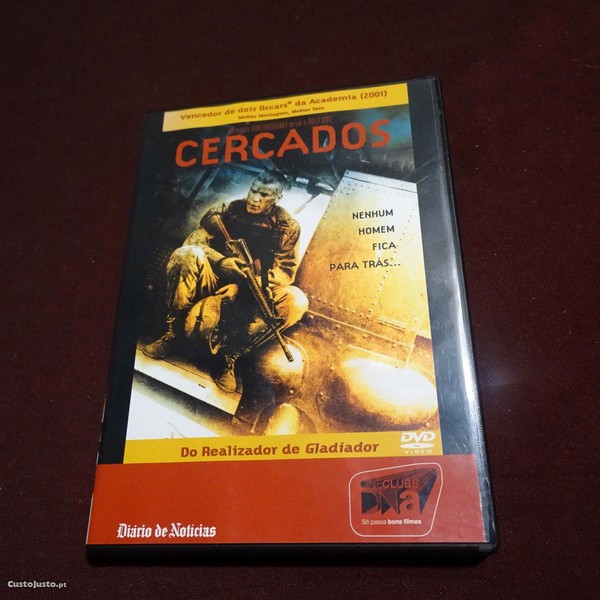 Vencedor de dois Oscars® da Academia (2001)
Melhor Montagem, Melhor Som
CERCADOS
NENHUM
HOMEM
FICA
PARA TRÁS...
Do Realizador de Gladiador
DVD
VIDEO
CINECLUBE
DNa
Só passa bons filmes
Diário de Notícias
CustoJusto.pt